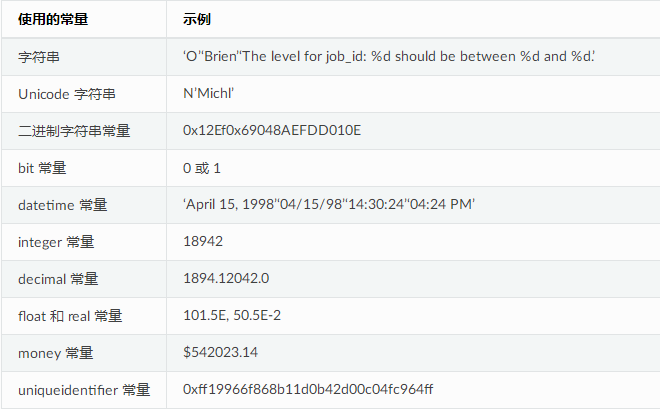 使用的常量 示例
字符串 ‘O’‘Brien’‘The level for job_id: %d should be between %d and %d.’
Unicode 字符串 N’Michl’
二进制字符串常量 0x12Ef0x69048AEFDD010E
bit 常量 0 或 1
datetime 常量 ‘April 15, 1998’‘04/15/98’‘14:30:24’‘04:24 PM’
integer 常量 18942
decimal 常量 1894.12042.0
float 和 real 常量 101.5E, 50.5E-2
money 常量 $542023.14
uniqueidentifier 常量 0xff19966f868b11d0b42d00c04fc964ff